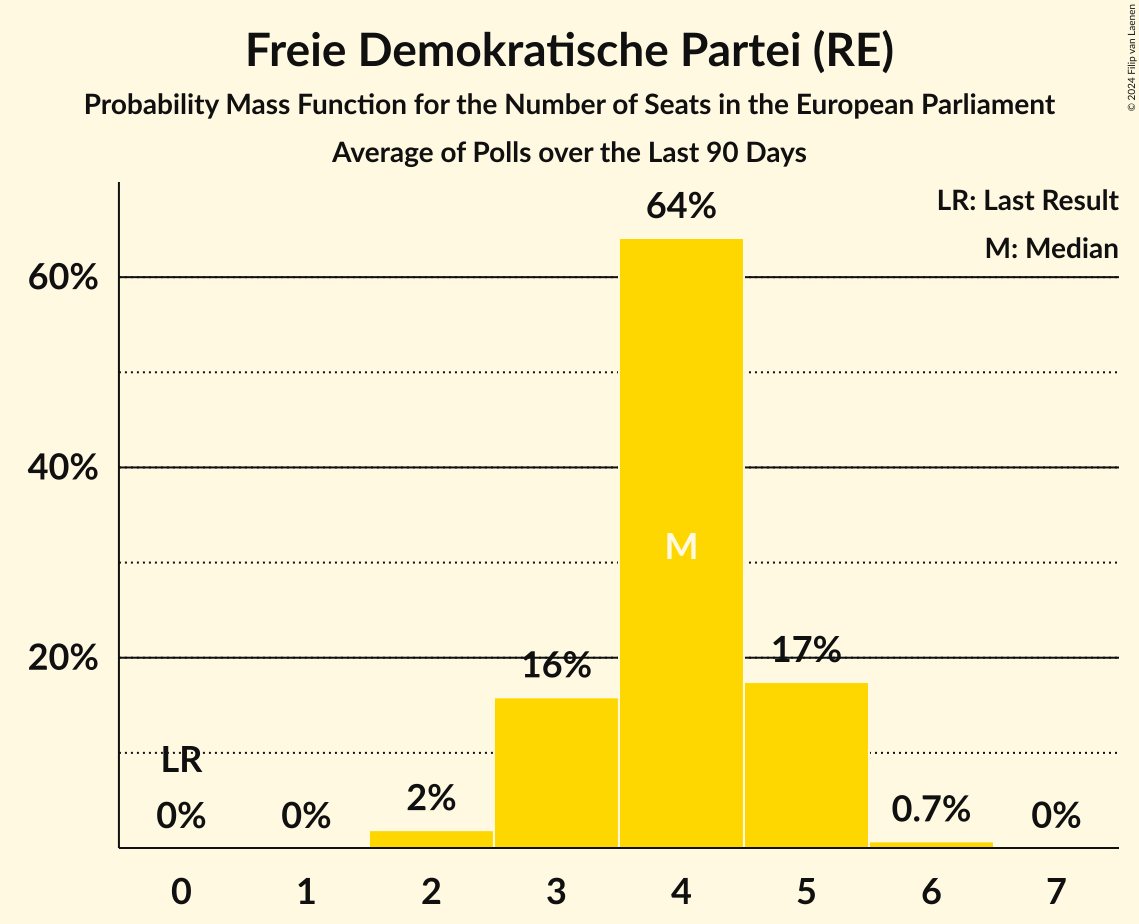 Freie Demokratische Partei (RE)
Probability Mass Function for the Number of Seats in the European Parliament
Average of Polls over the Last 90 Days
© 2024 Filip van Laenen
LR: Last Result
M: Median
64%
60%
40%
M
20%
16%
17%
LR
0%
0%
2%
0.7%
0%
0 1 2 3 4 5 6 7